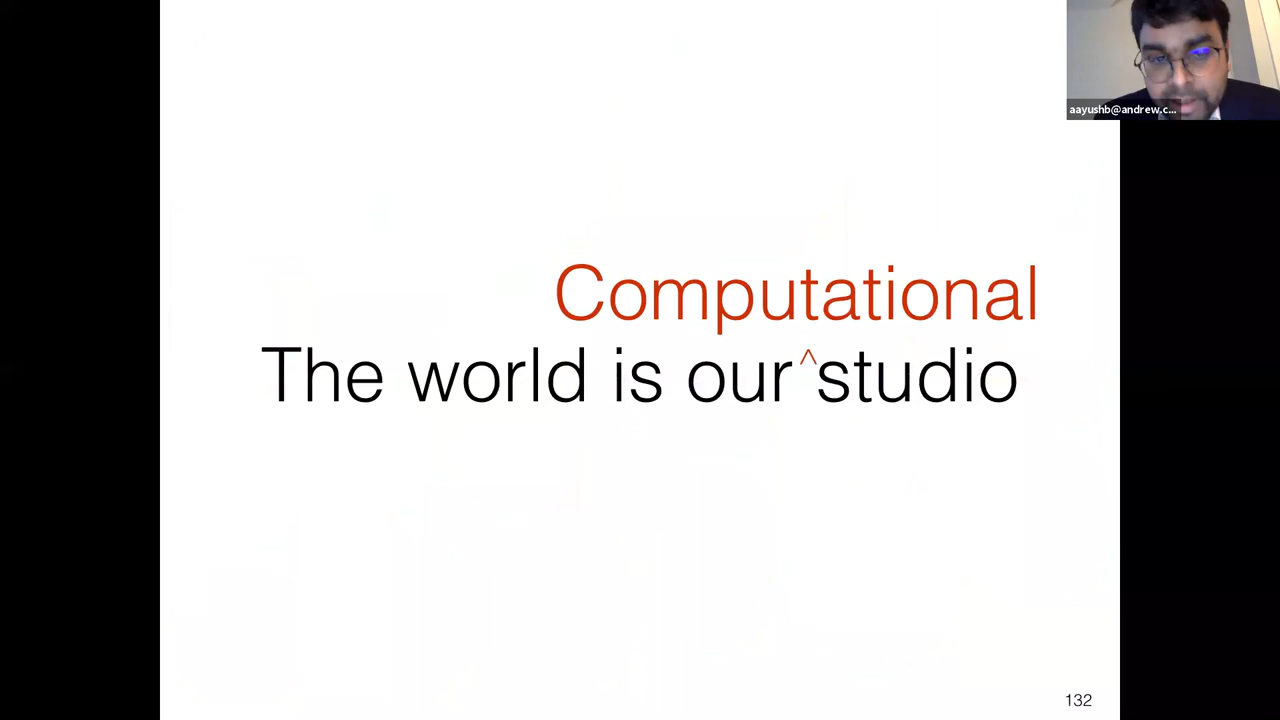 aayushb@andrew.c...
Computational
^
The world is our studio
132